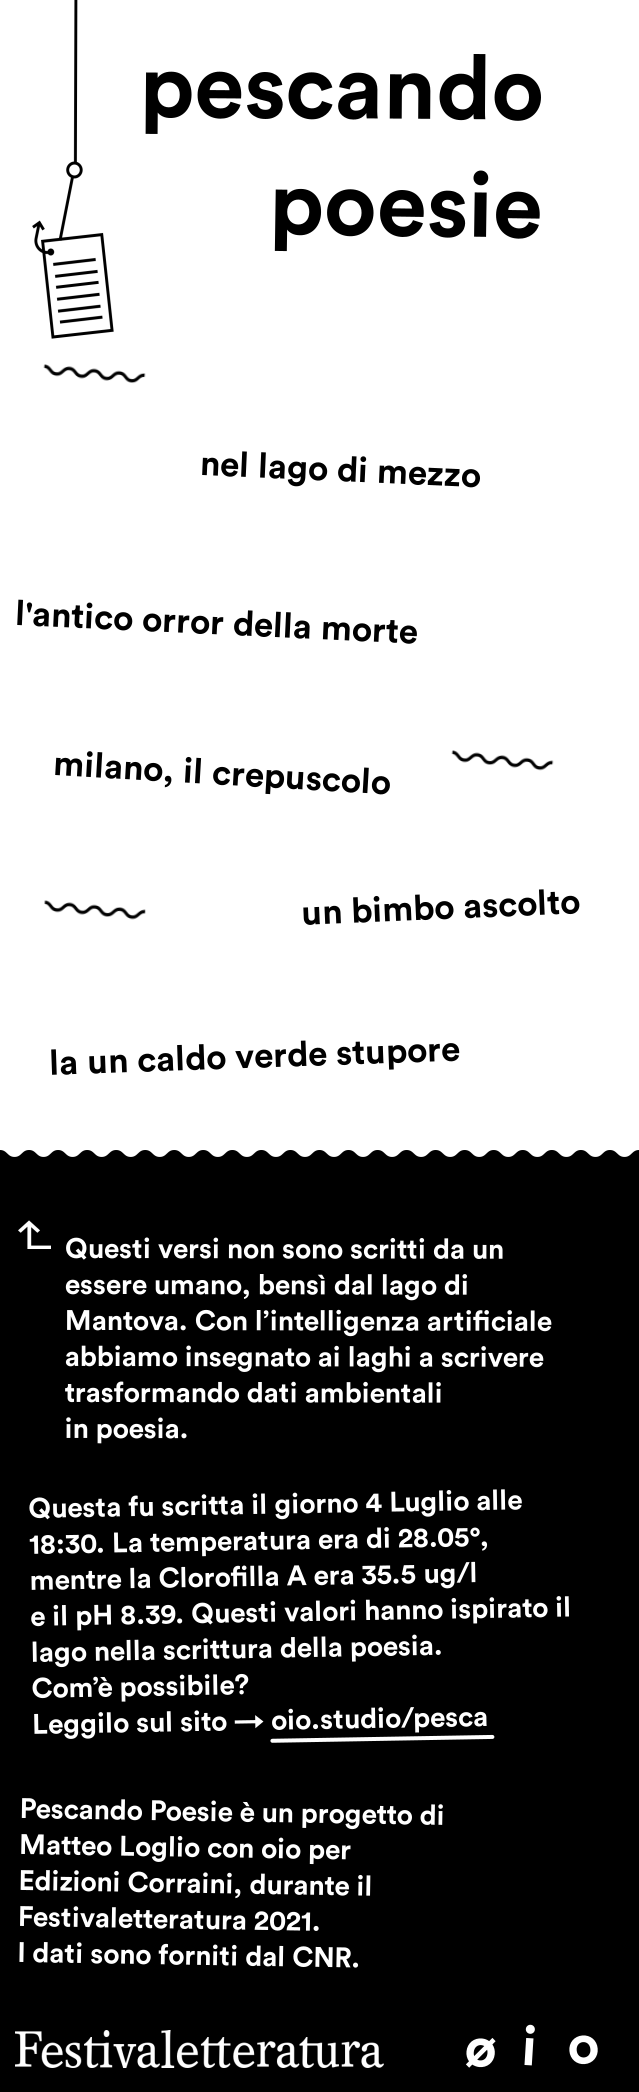 pescando
poesie
nel lago di mezzo
l'antico orror della morte
milano, il crepuscolo
un bimbo ascolto
la un caldo verde stupore
Questi versi non sono scritti da un
essere umano, bensì dal lago di
Mantova. Con l’intelligenza artificiale
abbiamo insegnato ai laghi a scrivere
trasformando dati ambientali
in poesia.
Questa fu scritta il giorno 4 Luglio alle
18:30. La temperatura era di 28.05°,
mentre la Clorofilla A era 35.5 ug/l
e il pH 8.39. Questi valori hanno ispirato il
lago nella scrittura della poesia.
Com’è possibile?
Leggilo sul sito → oio.studio/pesca
Pescando Poesie è un progetto di
Matteo Loglio con oio per
Edizioni Corraini, durante il
Festivaletteratura 2021.
I dati sono forniti dal CNR.
Festivaletteratura ø i o